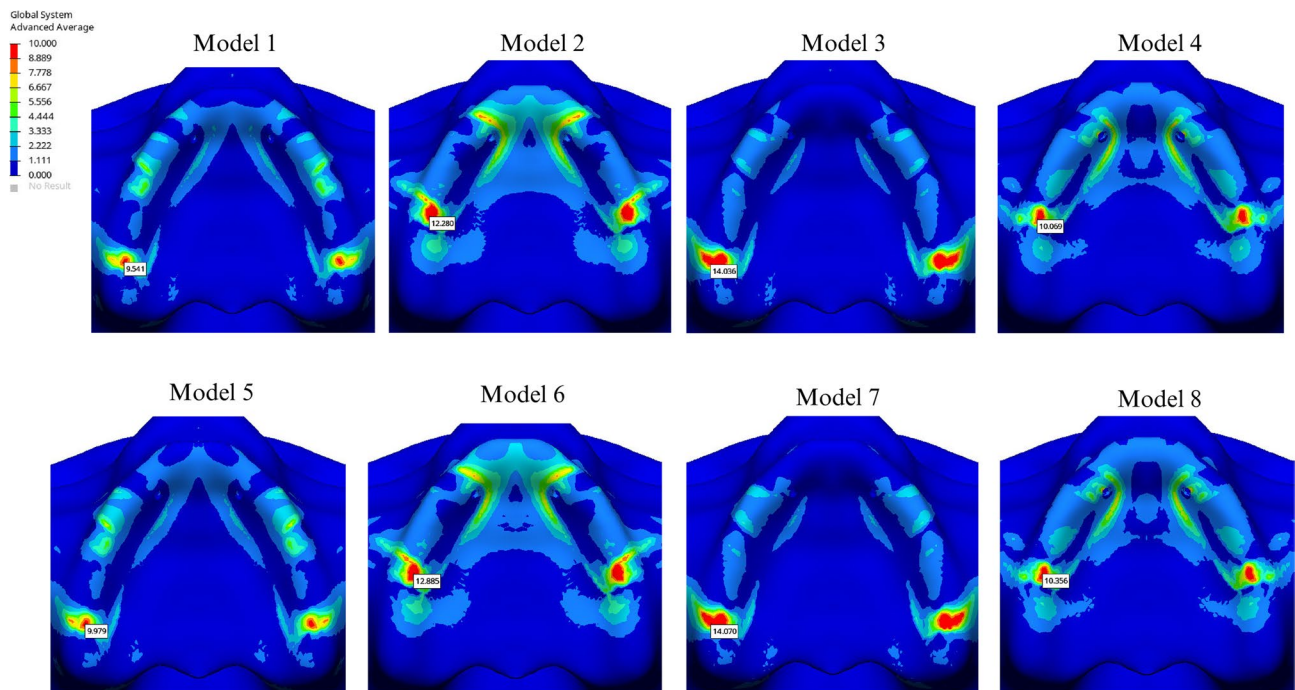 Global System
Advanced Average
10.000
8.889
7.778
6.667
5.556
4.444
3.333
2.222
1.111
0.000
No Result
Model 1
Model 2
Model 3
Model 4
9.541
12.280
14.036
10.069
Model 5
Model 6
Model 7
Model 8
9.979
12.885
14.070
10.356